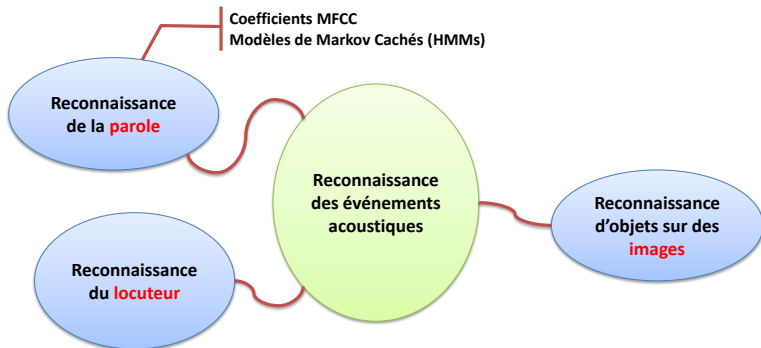 Coefficients MFCC
Modèles de Markov Cachés (HMMs)
Reconnaissance
de la parole
Reconnaissance
des événements
acoustiques
Reconnaissance
d'objets sur des
images
Reconnaissance
du locuteur